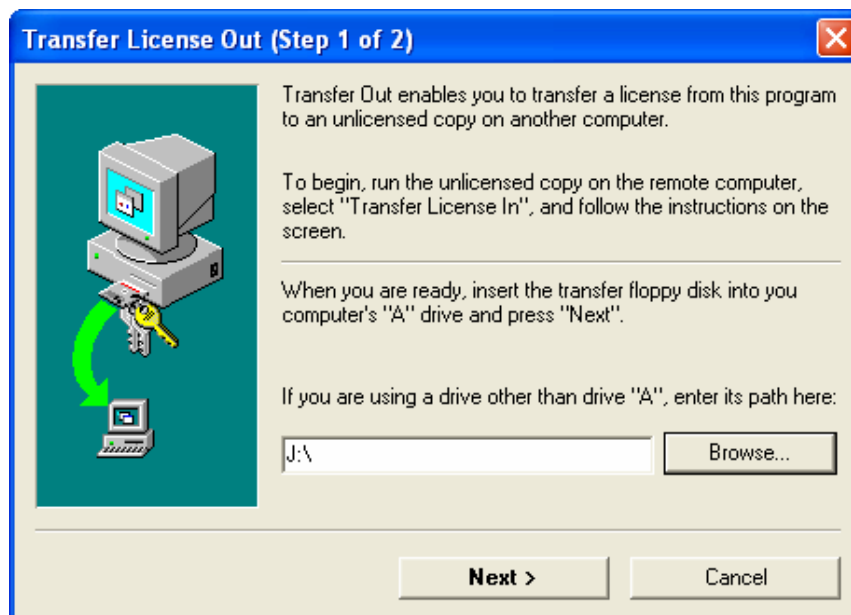 Transfer License Out (Step 1 of 2)
Transfer Out enables you to transfer a license from this program
to an unlicensed copy on another computer.
To begin, run the unlicensed copy on the remote computer,
select "Transfer License In", and follow the instructions on the
screen.
When you are ready, insert the transfer floppy disk into you
computer's "A" drive and press "Next".
If you are using a drive other than drive "A", enter its path here:
J:\
Browse...
Next >
Cancel